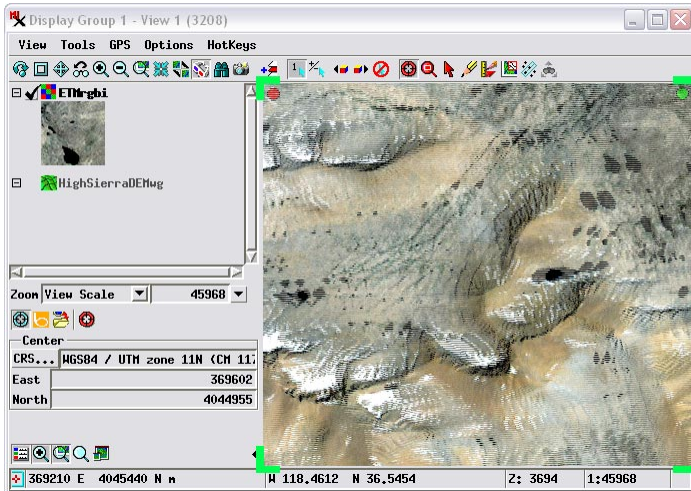 Display Group 1 - View 1 (3208)
View Tools GPS Options HotKeys
ETMrgbi
HighSierraDEMwg
Zoom View Scale 45968
Center
CRS... WGS84 / UTM zone 11N (CM 117
East 369602
North 4044955
369210 E 4045440 N m W 118.4612 N 36.5454 Z: 3694 1:45968